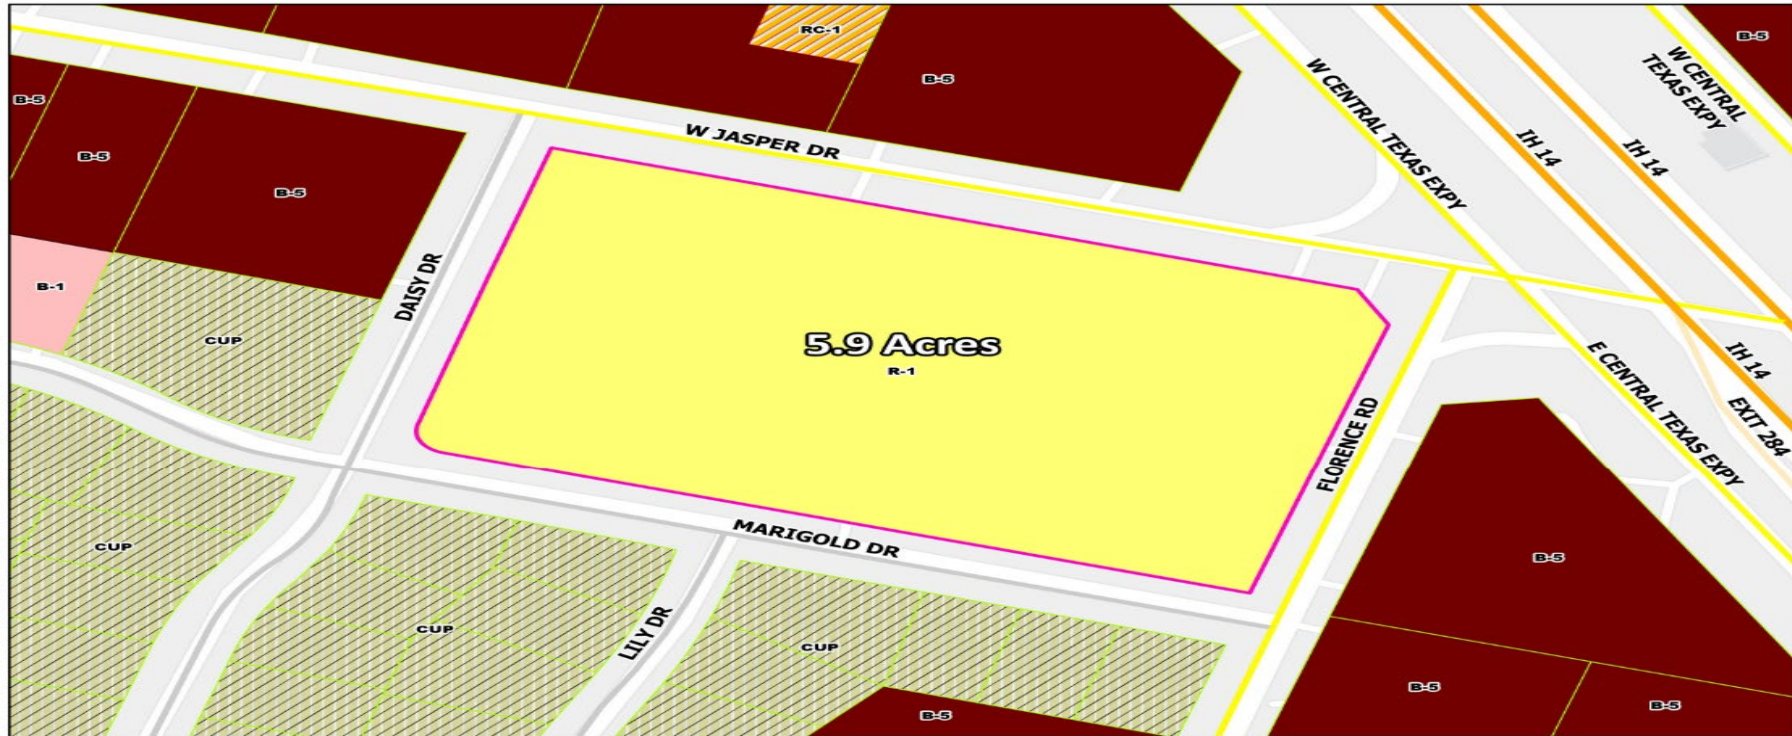 RC-1
B-5
B-5
W CENTRAL
TEXAS EXPY
B-5
W CENTRAL TEXAS EXPY
IH 14
IH 14
W JASPER DR
B-5
B-5
B-5
DAISY DR
B-1
CUP
5.9 Acres
R-1
IH 14
EXIT 284
E CENTRAL TEXAS EXPY
FLORENCE RD
MARIGOLD DR
CUP
B-5
CUP
LILY DR
CUP
B-5
B-5
B-5